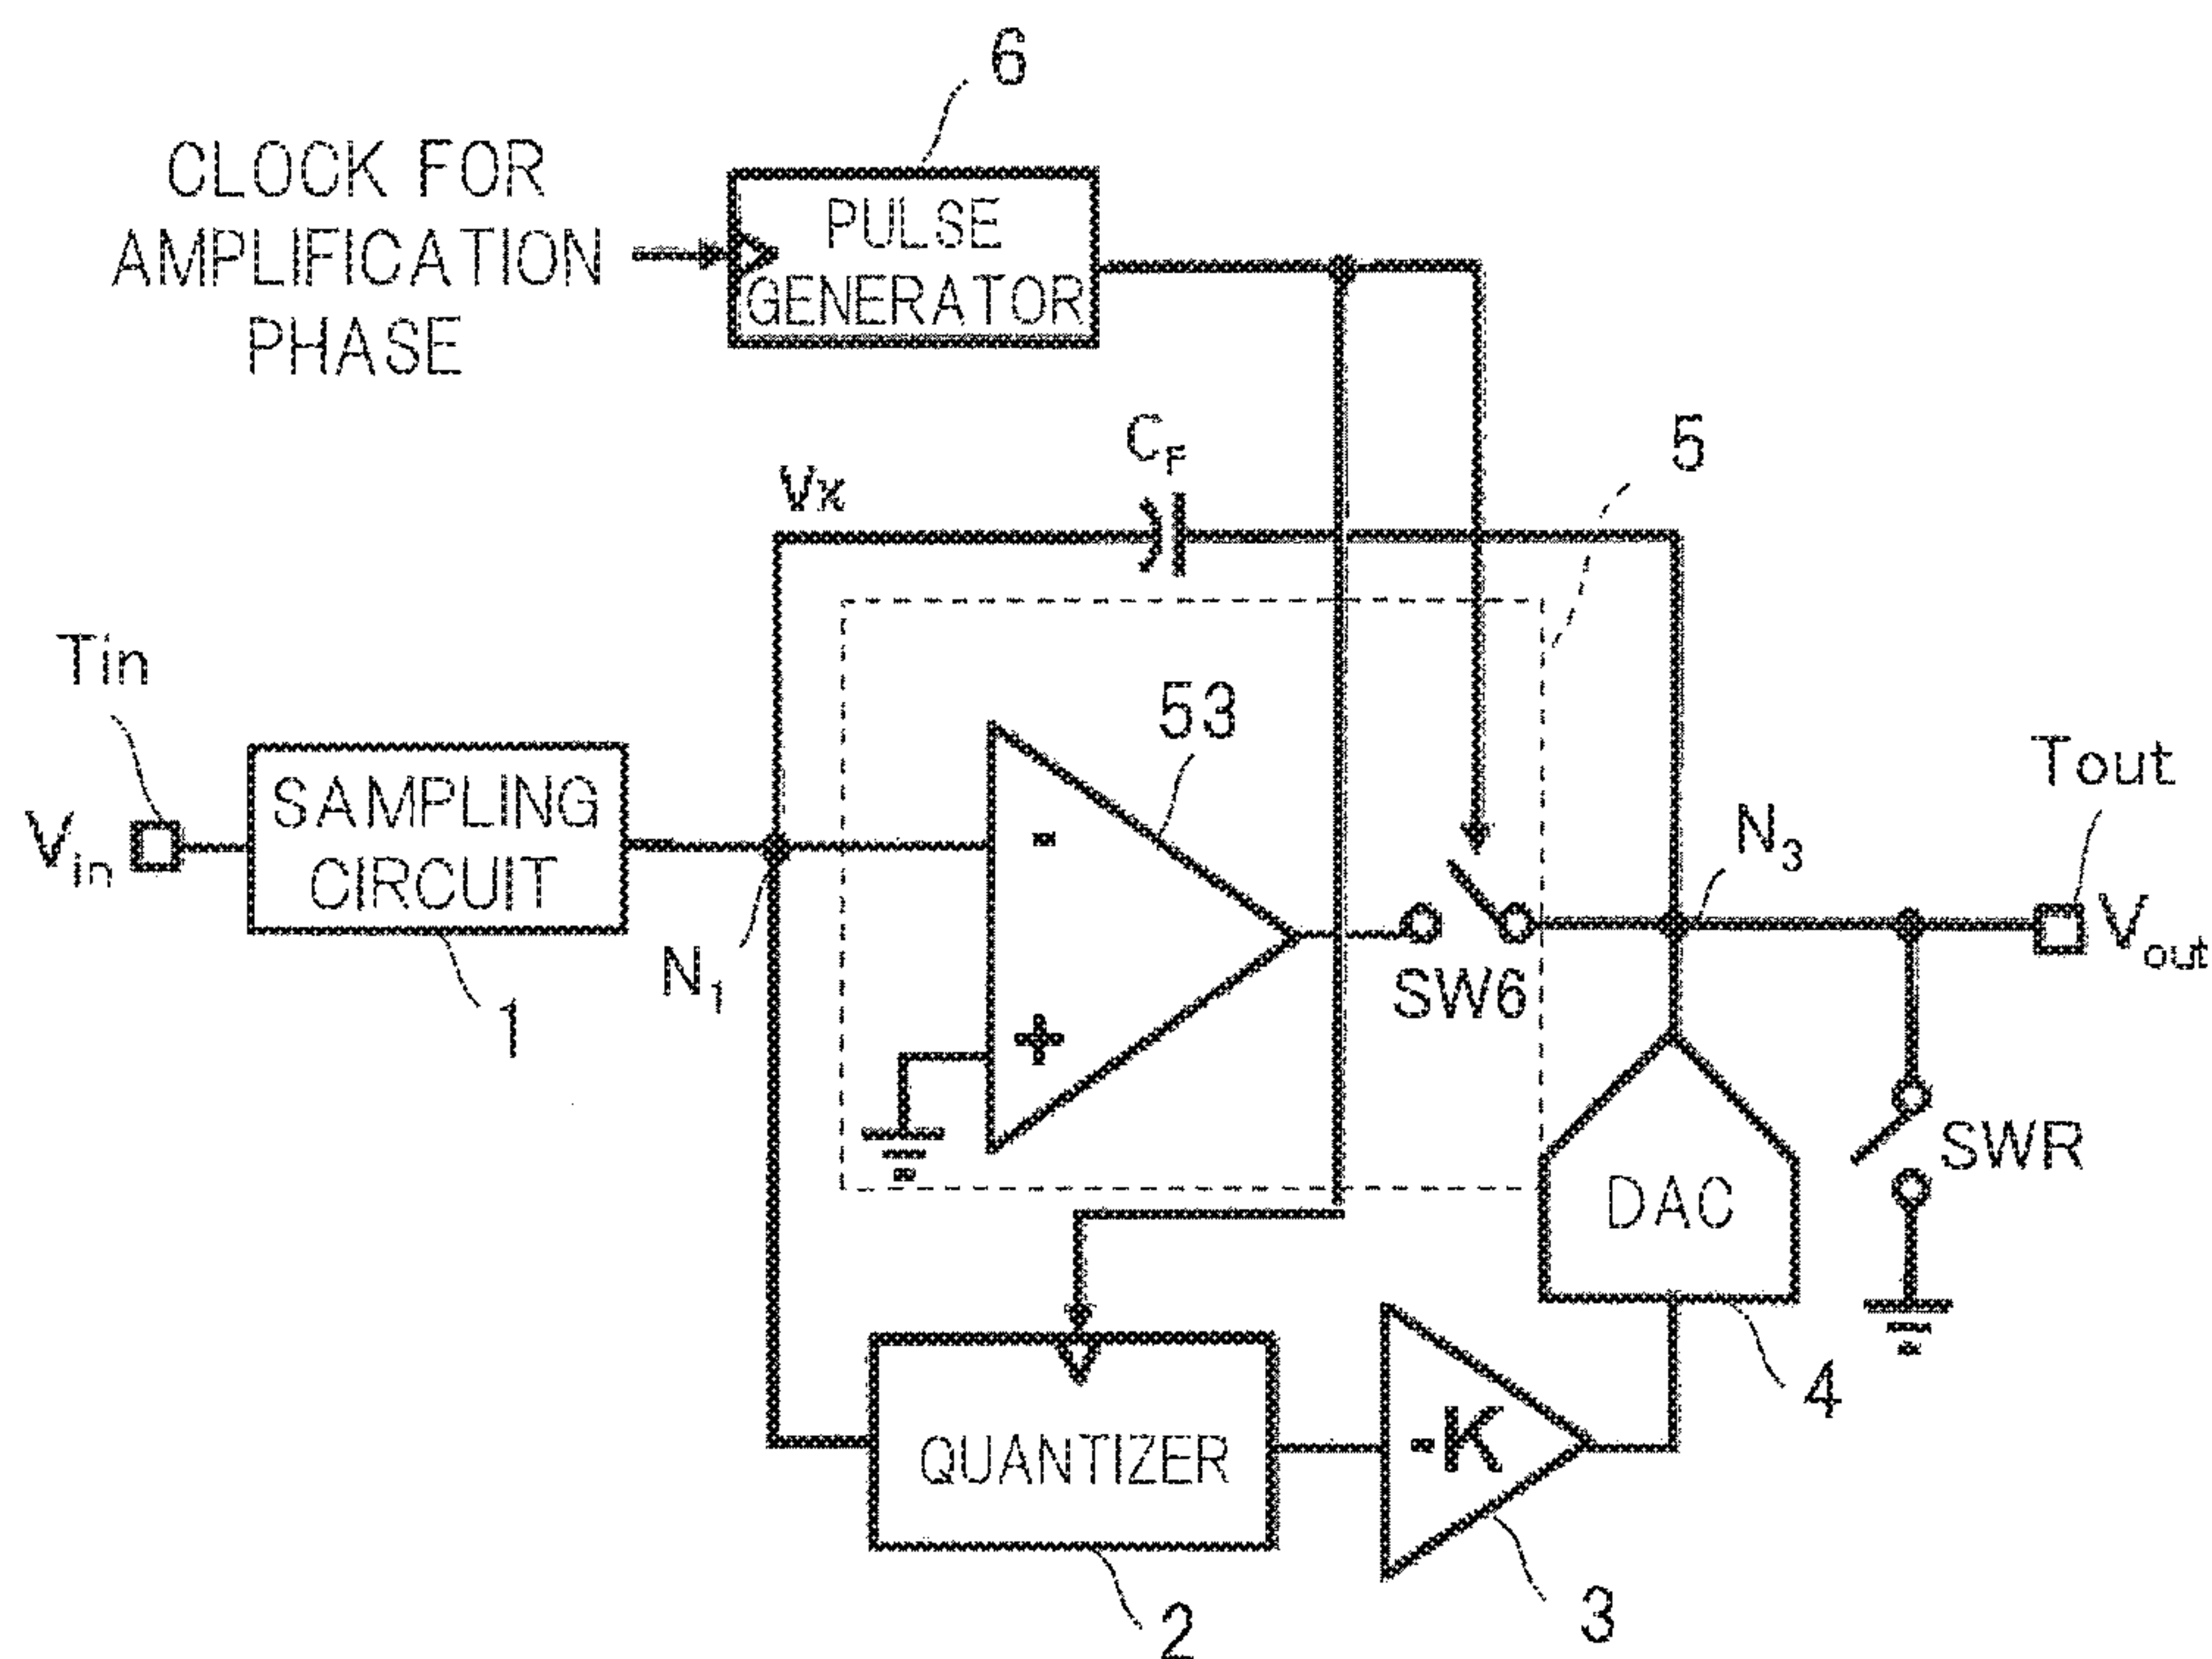 6
CLOCK FOR
AMPLIFICATION
PHASE
PULSE
GENERATOR
CF
5
Vx
Tin
53
Tout
Vin
SAMPLING
CIRCUIT
-
N3
Vout
N1
SW6
1
+
SWR
DAC
4
QUANTIZER
-K
2
3